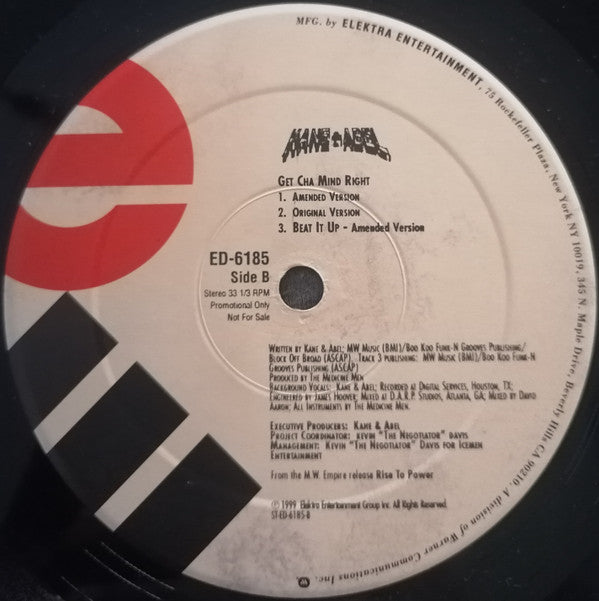 MFG. by ELEKTRA ENTERTAINMENT, 75 Rockefeller Plaza, New York NY 10019, 345 N. Maple Drive, Beverly Hills CA 90210. A division of Warner Communications Inc.
KANE & ABEL
GET CHA MIND RIGHT
1. AMENDED VERSION
2. ORIGINAL VERSION
3. BEAT IT UP - Amended Version
ED-6185
Side B
Stereo 33 1/3 RPM
Promotional Only
Not For Sale
WRITTEN BY KANE & ABEL; MW MUSIC (BMI)/BOO KOO FUNK-N GROOVES PUBLISHING/
BLOCK OFF BROAD (ASCAP). TRACK 3 PUBLISHING: MW MUSIC (BMI)/BOO KOO FUNK-N
GROOVES PUBLISHING (ASCAP)
PRODUCED BY THE MEDICINE MEN
BACKGROUND VOCALS: KANE & ABEL; RECORDED AT DIGITAL SERVICES, HOUSTON, TX;
ENGINEERED BY JAMES HOOVER; MIXED AT D.A.R.P. STUDIOS, ATLANTA, GA; MIXED BY DAVID
AARON; ALL INSTRUMENTS BY THE MEDICINE MEN.
EXECUTIVE PRODUCERS: KANE & ABEL
PROJECT COORDINATOR: KEVIN "THE NEGOTIATOR" DAVIS
MANAGEMENT: KEVIN "THE NEGOTIATOR" DAVIS FOR ICEMEN
ENTERTAINMENT
From the M.W. Empire release Rise To Power
℗ 1999 Elektra Entertainment Group Inc. All Rights Reserved.
ST-ED-6185-B